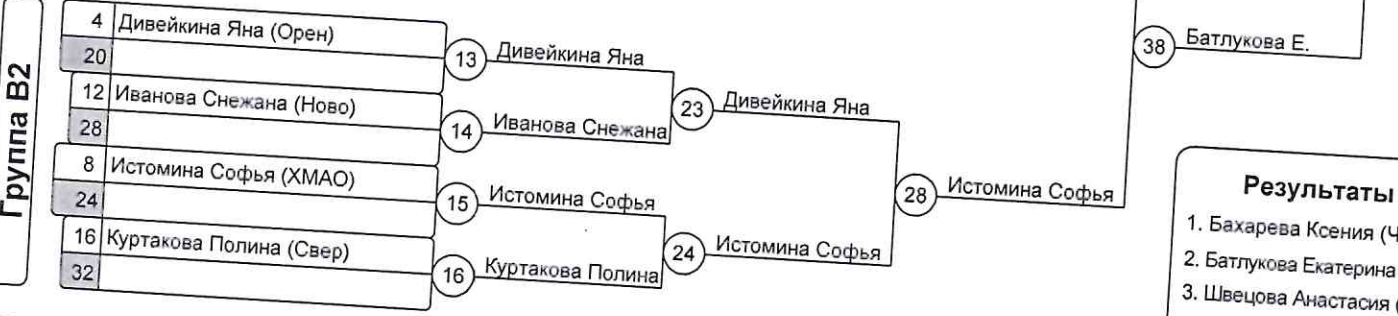 Группа В2
4 Дивейкина Яна (Орен)
20
12 Иванова Снежана (Ново)
28
8 Истомина Софья (ХМАО)
24
16 Куртакова Полина (Свер)
32
13 Дивейкина Яна
14 Иванова Снежана
15 Истомина Софья
16 Куртакова Полина
23 Дивейкина Яна
24 Истомина Софья
28 Истомина Софья
38 Батлукова Е.
Результаты
1. Бахарева Ксения (Ч
2. Батлукова Екатерина
3. Швецова Анастасия (